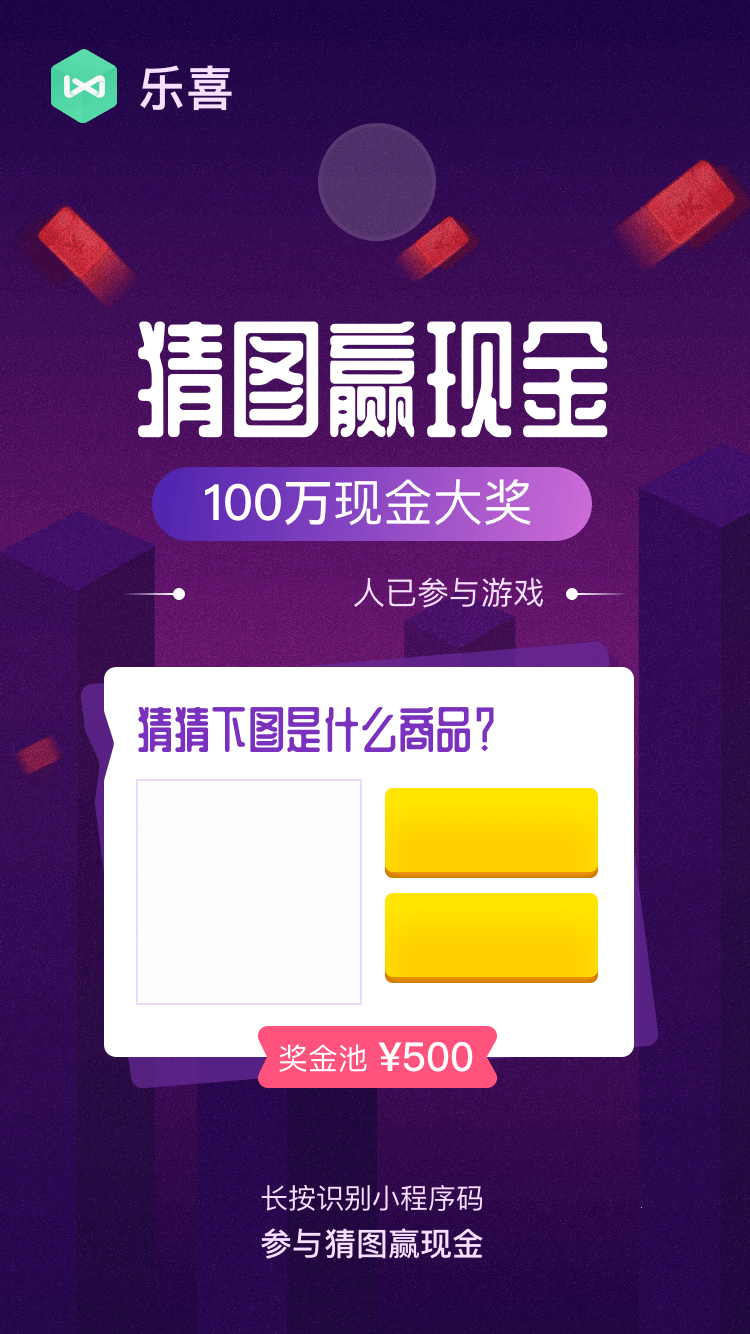 乐喜
猜图赢现金
100万现金大奖
人已参与游戏
猜猜下图是什么商品?
奖金池 ¥500
长按识别小程序码
参与猜图赢现金